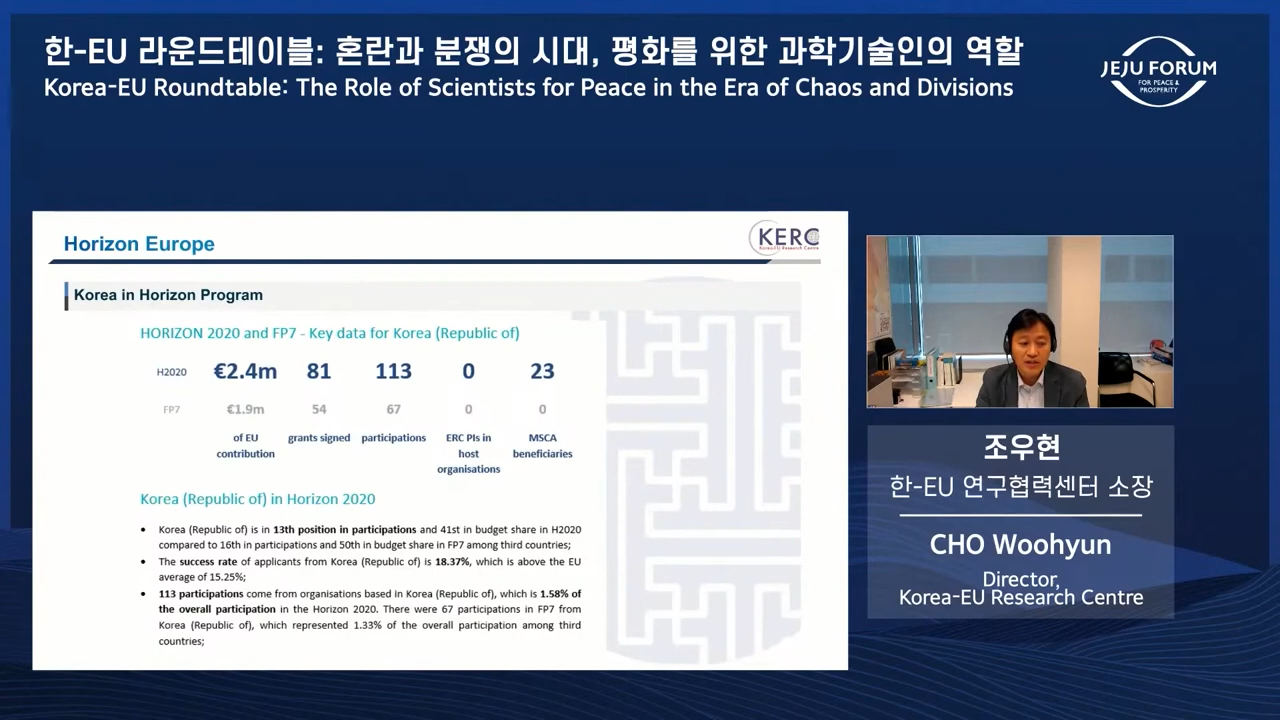 한-EU 라운드테이블: 혼란과 분쟁의 시대, 평화를 위한 과학기술인의 역할
Korea-EU Roundtable: The Role of Scientists for Peace in the Era of Chaos and Divisions
JEJU FORUM
FOR PEACE &
PROSPERITY
Horizon Europe
KERC
Korea-EU Research Centre
Korea in Horizon Program
HORIZON 2020 and FP7 - Key data for Korea (Republic of)
H2020 €2.4m 81 113 0 23
FP7 €1.9m 54 67 0 0
of EU contribution
grants signed
participations
ERC PIs in host organisations
MSCA beneficiaries
Korea (Republic of) in Horizon 2020
• Korea (Republic of) is in 13th position in participations and 41st in budget share in H2020
compared to 16th in participations and 50th in budget share in FP7 among third countries;
• The success rate of applicants from Korea (Republic of) is 18.37%, which is above the EU
average of 15.25%;
• 113 participations come from organisations based in Korea (Republic of), which is 1.58% of
the overall participation in the Horizon 2020. There were 67 participations in FP7 from
Korea (Republic of), which represented 1.33% of the overall participation among third
countries;
조우현
한-EU 연구협력센터 소장
CHO Woohyun
Director,
Korea-EU Research Centre